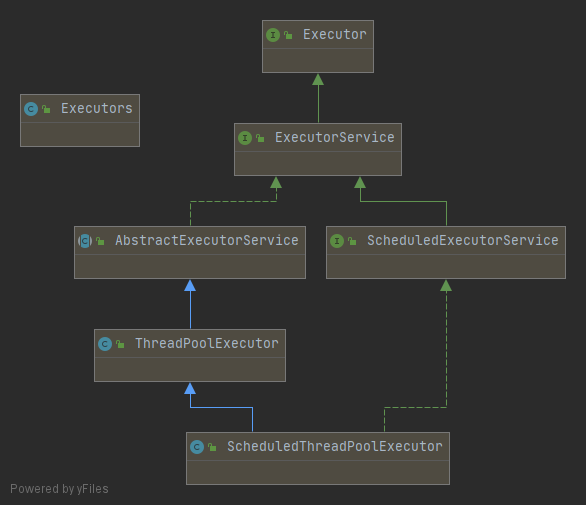 I Executor
C Executors
I ExecutorService
C AbstractExecutorService
I ScheduledExecutorService
C ThreadPoolExecutor
C ScheduledThreadPoolExecutor
Powered by yFiles